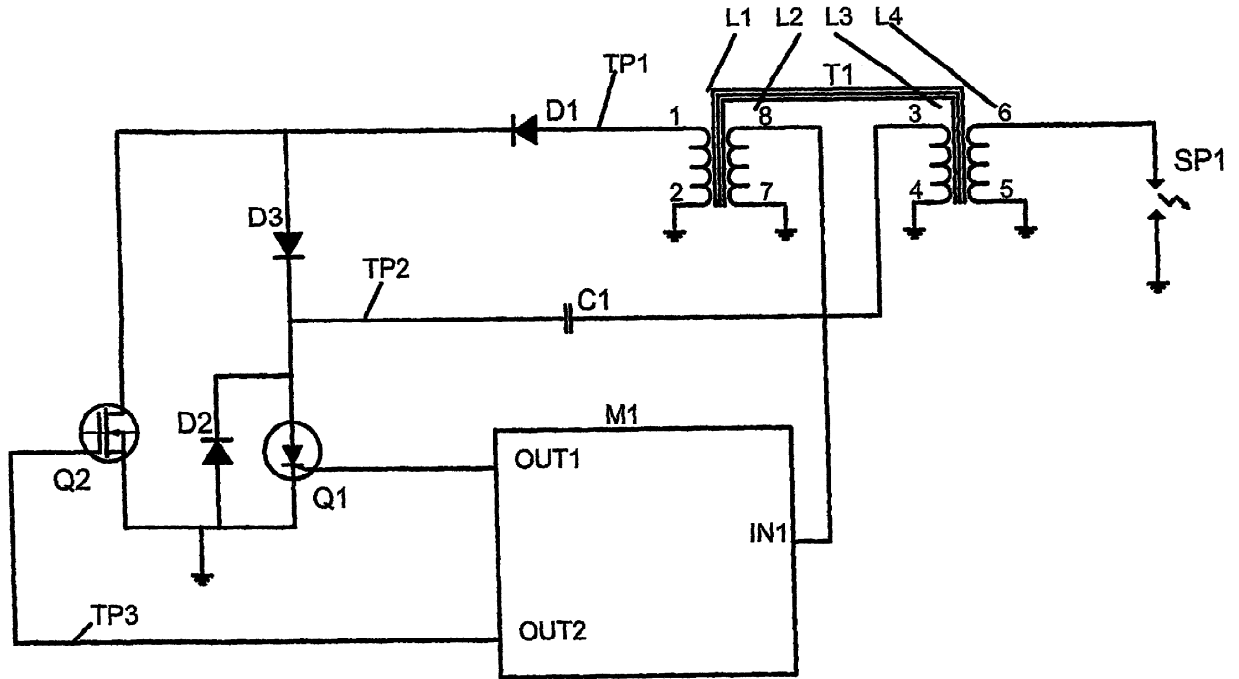 L1 L2 L3 L4
TP1 T1
D1 1 8 3 6
SP1
2 7 4 5
D3
TP2
C1
M1
D2
OUT1
Q2 Q1
IN1
TP3
OUT2